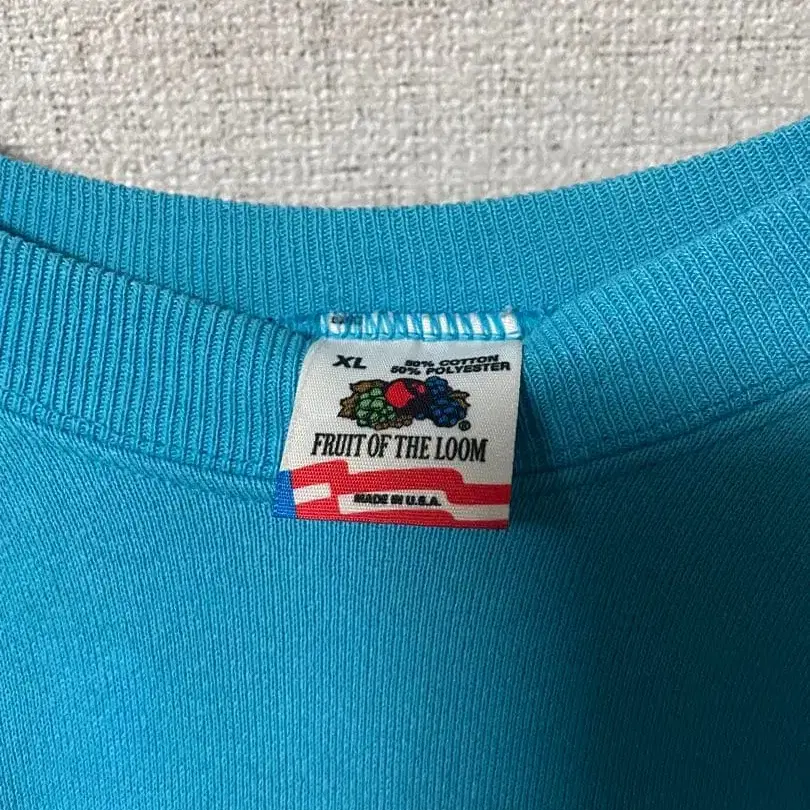 XL 50% COTTON
50% POLYESTER
®
FRUIT OF THE LOOM
MADE IN U.S.A.